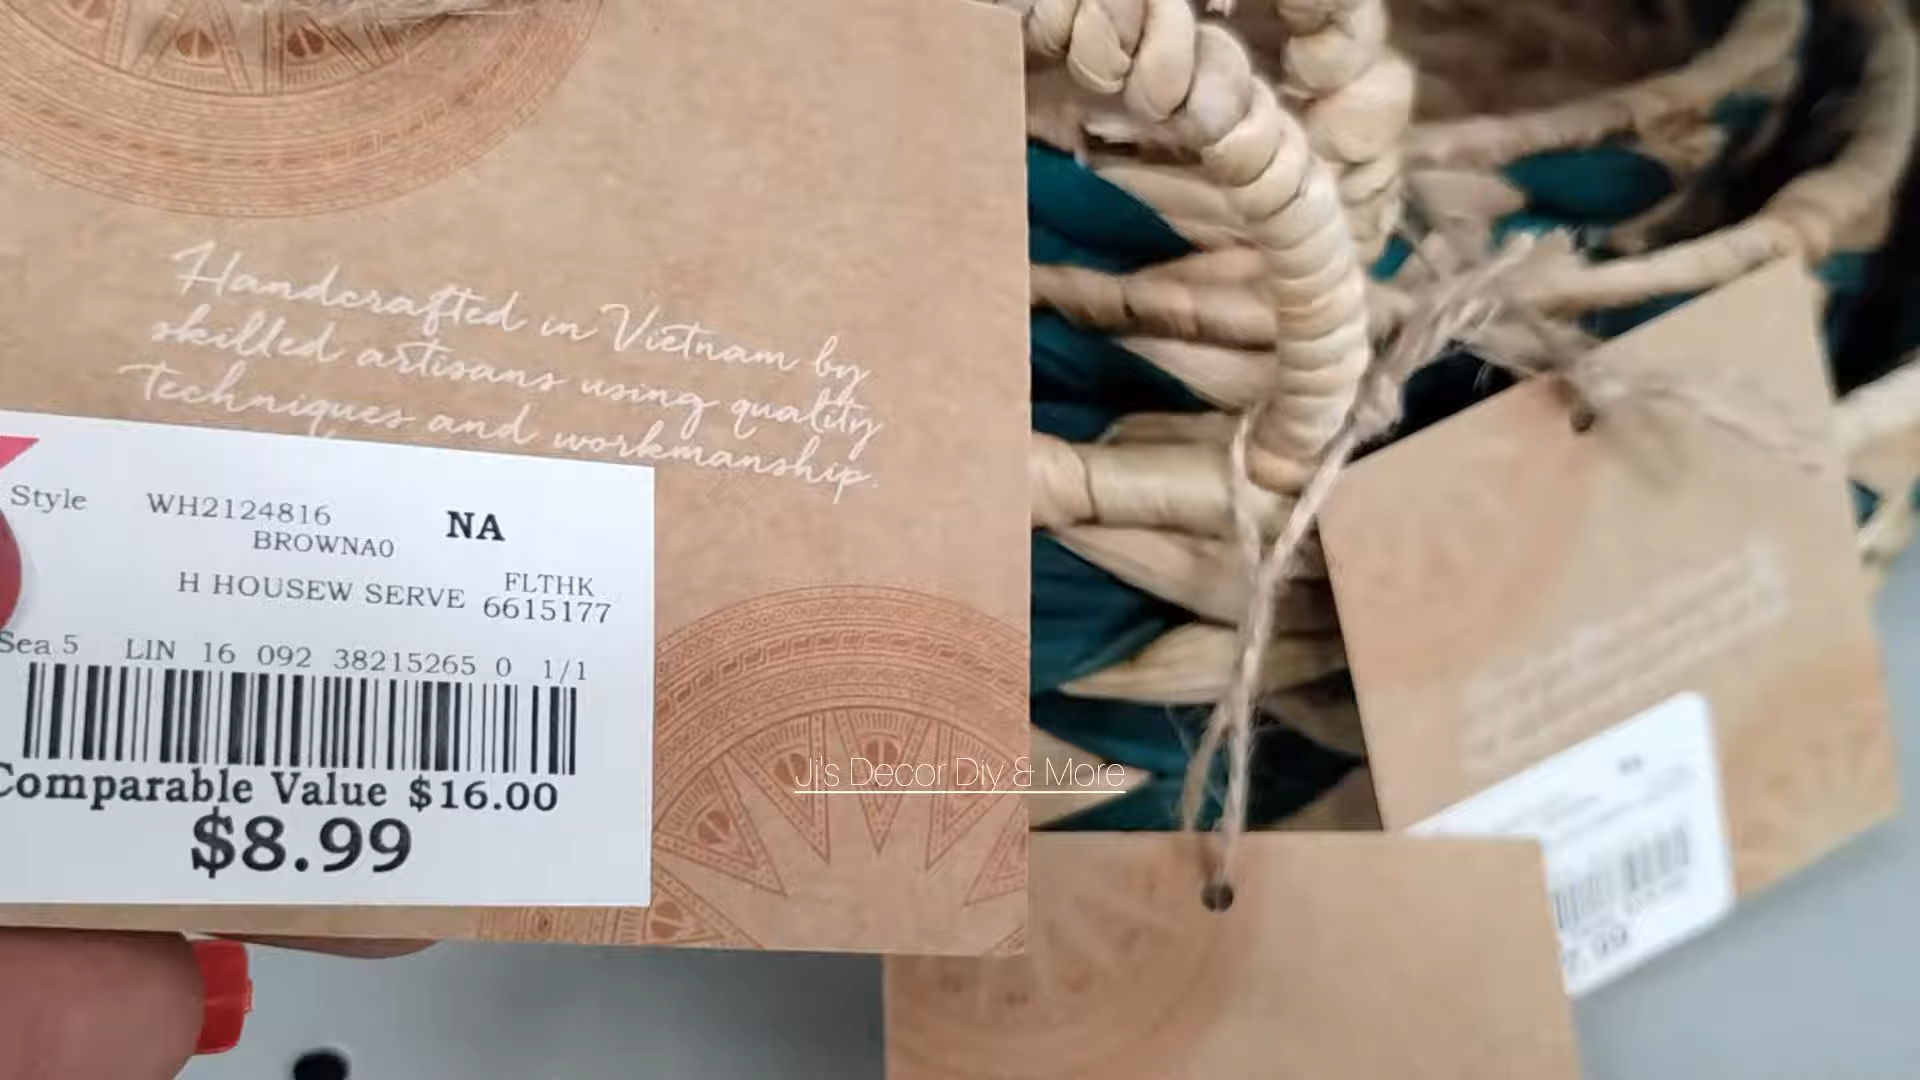 Handcrafted in Vietnam by
skilled artisans using quality
techniques and workmanship.
Style WH2124816 NA
BROWNA0
H HOUSEW SERVE FLTHK
6615177
Sea 5 LIN 16 092 38215265 0 1/1
Comparable Value $16.00
$8.99
Ji's Decor Diy & More
NA